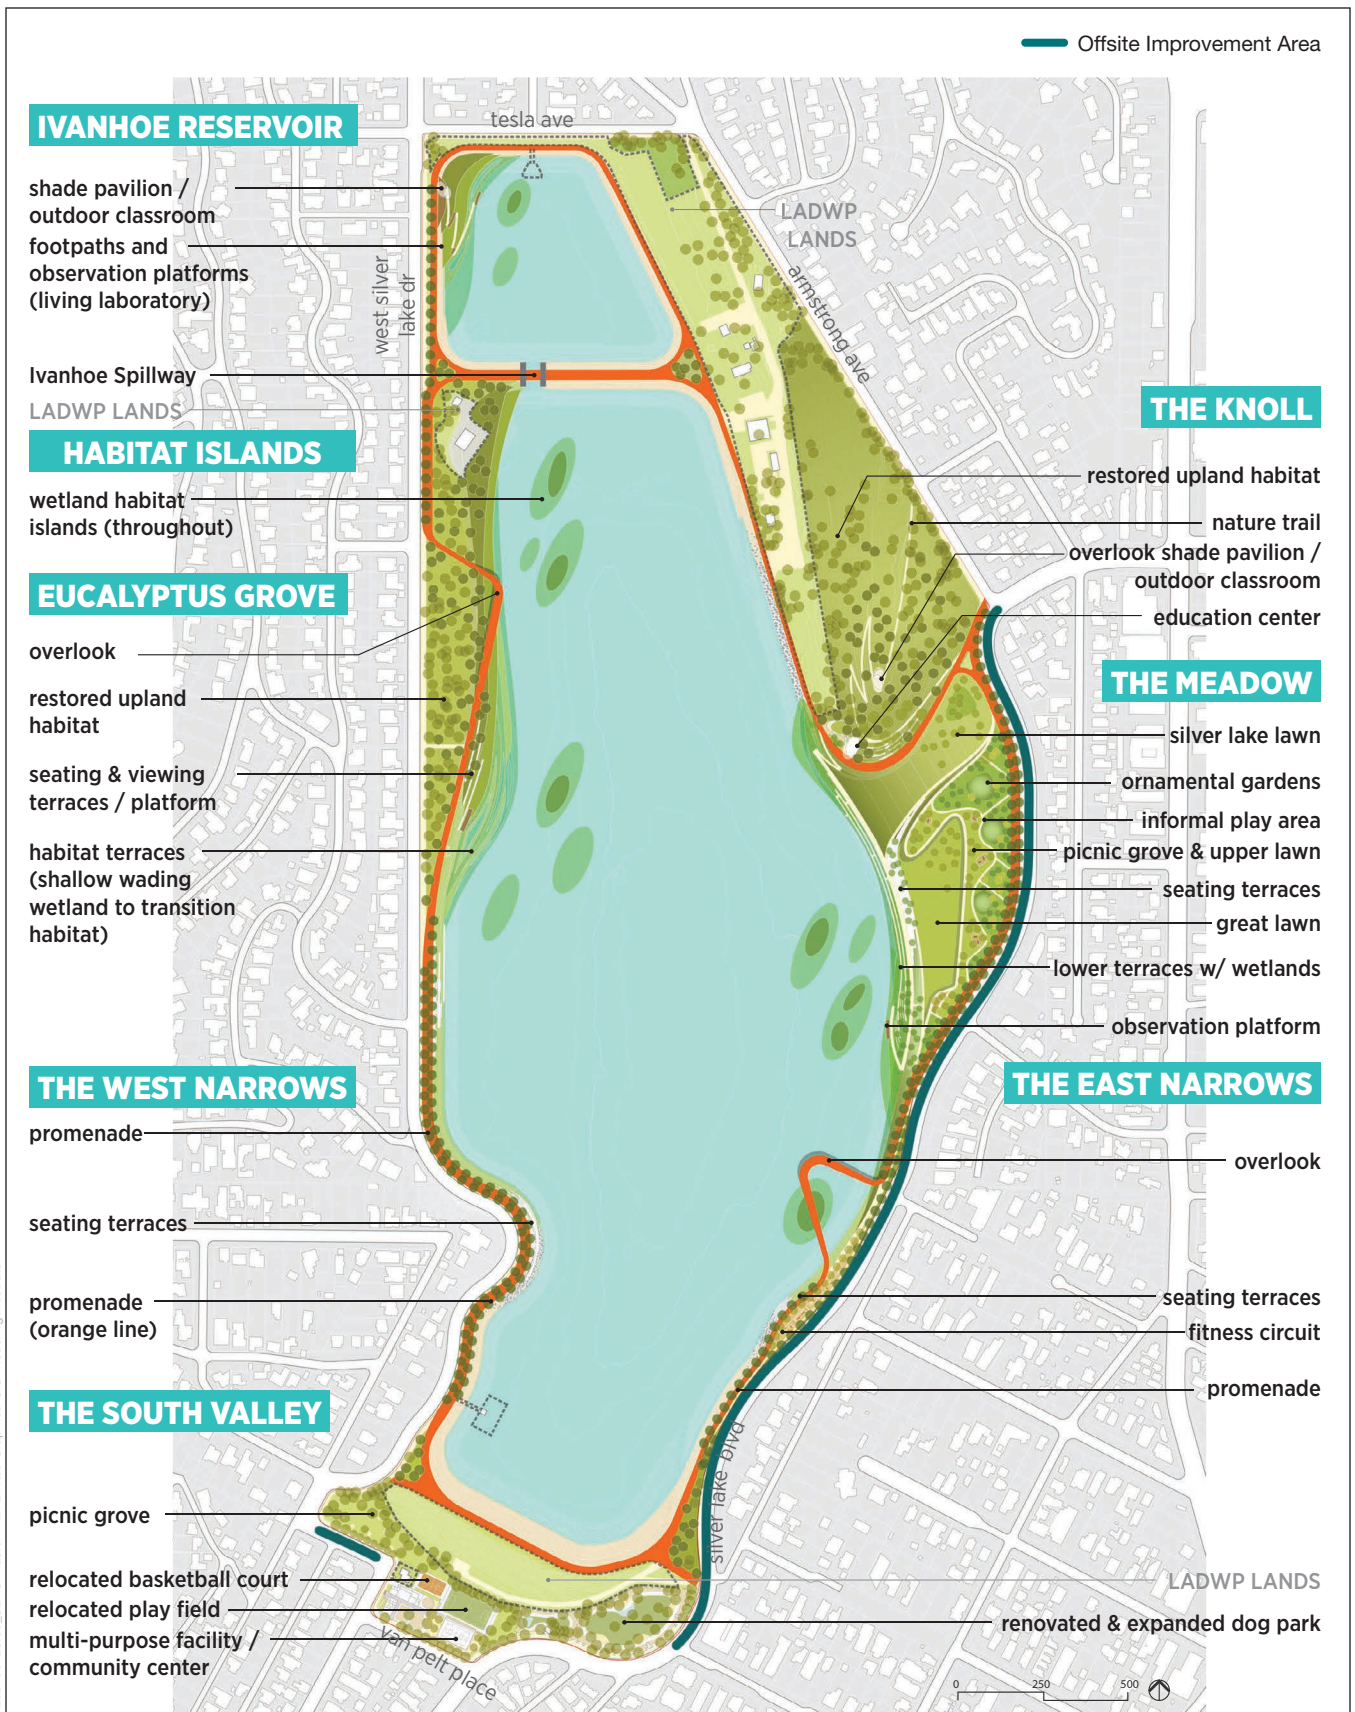 Offsite Improvement Area
tesla ave
IVANHOE RESERVOIR
shade pavilion /
outdoor classroom
footpaths and
observation platforms
(living laboratory)
west silver
lake dr
LADWP
LANDS
armstrong ave
Ivanhoe Spillway
LADWP LANDS
HABITAT ISLANDS
wetland habitat
islands (throughout)
EUCALYPTUS GROVE
overlook
restored upland
habitat
seating & viewing
terraces / platform
habitat terraces
(shallow wading
wetland to transition
habitat)
THE WEST NARROWS
promenade
seating terraces
promenade
(orange line)
THE SOUTH VALLEY
picnic grove
relocated basketball court
relocated play field
multi-purpose facility /
community center
van pelt place
THE KNOLL
restored upland habitat
nature trail
overlook shade pavilion /
outdoor classroom
education center
THE MEADOW
silver lake lawn
ornamental gardens
informal play area
picnic grove & upper lawn
seating terraces
great lawn
lower terraces w/ wetlands
observation platform
THE EAST NARROWS
overlook
seating terraces
fitness circuit
promenade
silver lake blvd
LADWP LANDS
renovated & expanded dog park
0 250 500